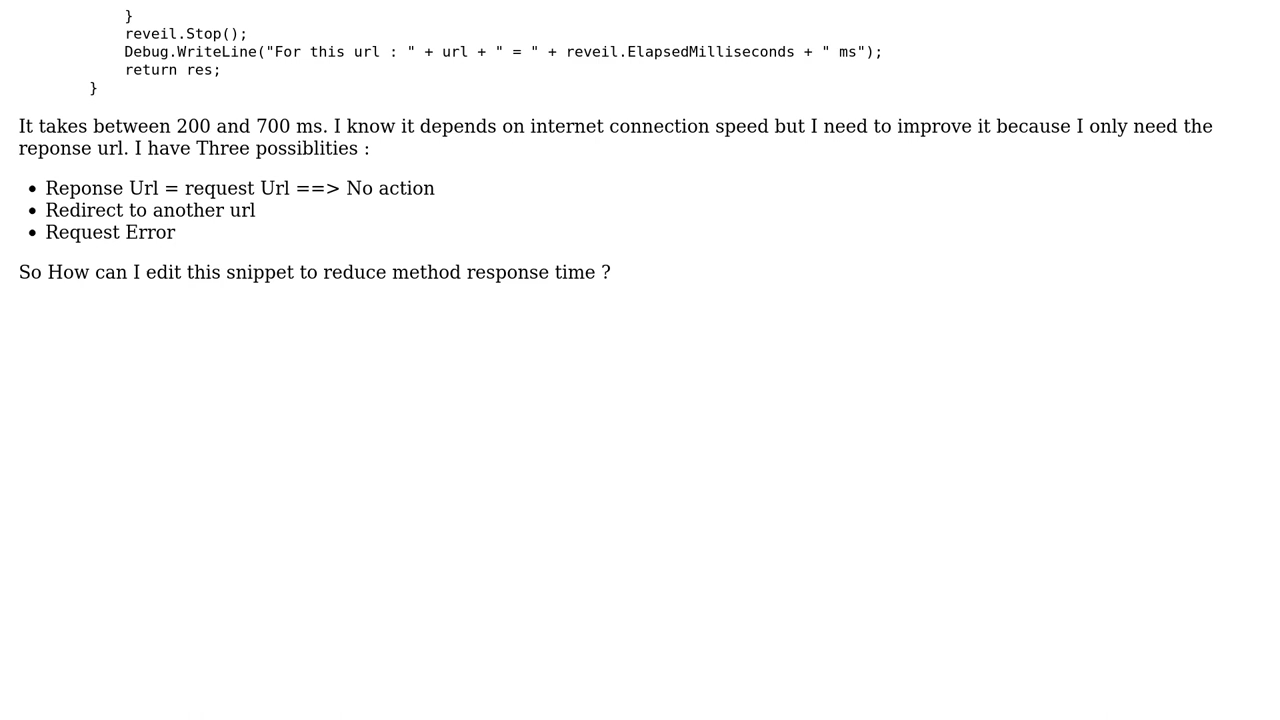 }
reveil.Stop();
Debug.WriteLine("For this url : " + url + " = " + reveil.ElapsedMilliseconds + " ms");
return res;
}
It takes between 200 and 700 ms. I know it depends on internet connection speed but I need to improve it because I only need the
reponse url. I have Three possiblities :
• Reponse Url = request Url ==> No action
• Redirect to another url
• Request Error
So How can I edit this snippet to reduce method response time ?